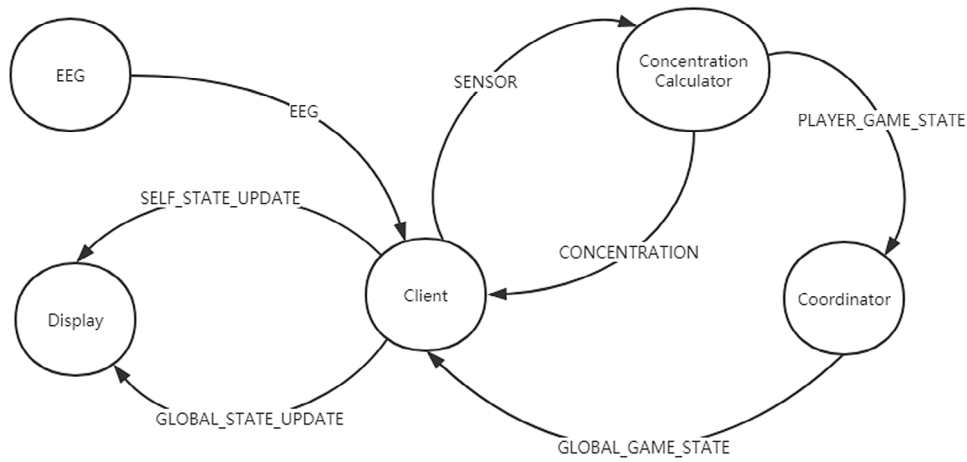 EEG
EEG
SENSOR
Concentration
Calculator
PLAYER_GAME_STATE
SELF_STATE_UPDATE
CONCENTRATION
Display
Client
Coordinator
GLOBAL_STATE_UPDATE
GLOBAL_GAME_STATE